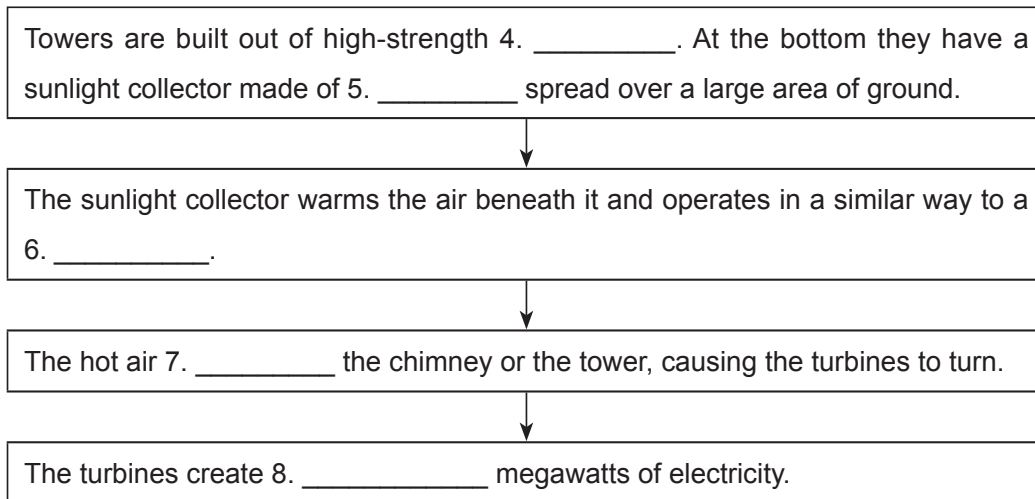 Towers are built out of high-strength 4. _________. At the bottom they have a
sunlight collector made of 5. _________ spread over a large area of ground.
The sunlight collector warms the air beneath it and operates in a similar way to a
6. __________.
The hot air 7. _________ the chimney or the tower, causing the turbines to turn.
The turbines create 8. ____________ megawatts of electricity.